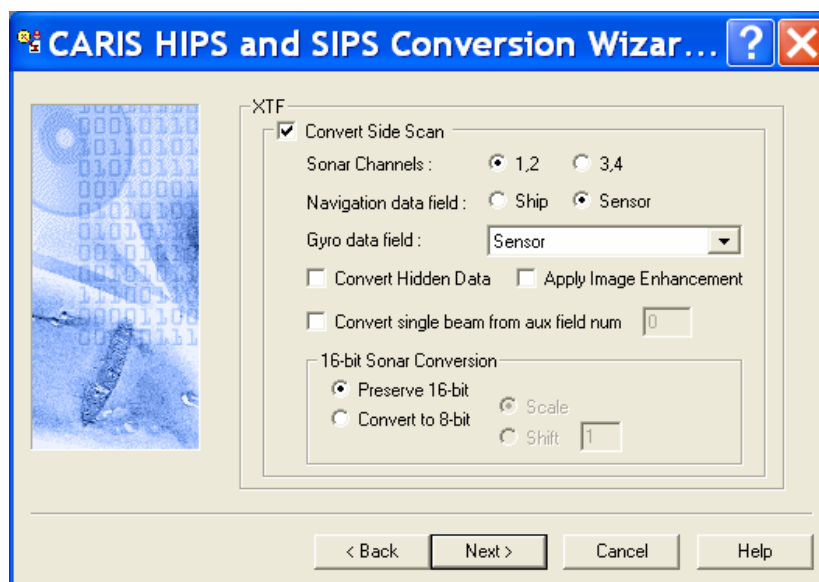 CARIS HIPS and SIPS Conversion Wizar...
XTF
Convert Side Scan
Sonar Channels : 1,2 3,4
Navigation data field : Ship Sensor
Gyro data field : Sensor
Convert Hidden Data Apply Image Enhancement
Convert single beam from aux field num 0
16-bit Sonar Conversion
Preserve 16-bit
Scale
Convert to 8-bit
Shift 1
< Back Next > Cancel Help